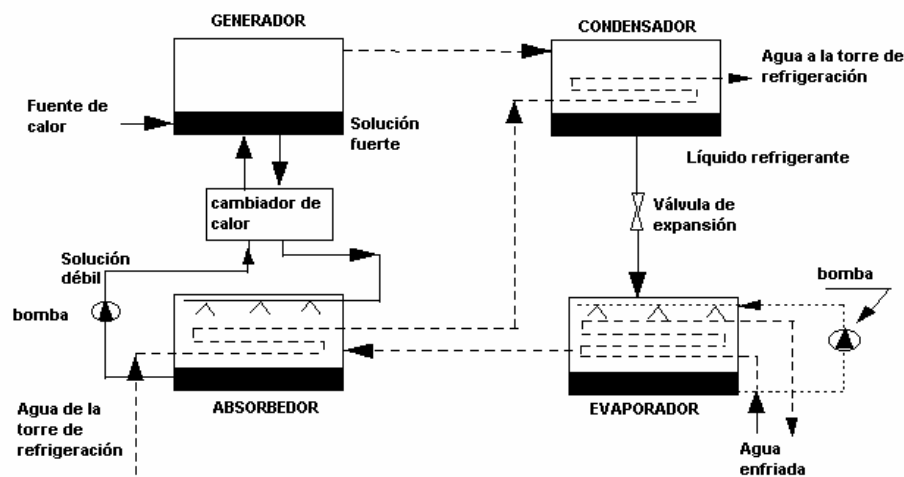 GENERADOR
CONDENSADOR
Agua a la torre de
refrigeración
Fuente de
calor
Solución
fuerte
Líquido refrigerante
cambiador de
calor
Válvula de
expansión
Solución
débil
bomba
bomba
ABSORBEDOR
EVAPORADOR
Agua de la
torre de
refrigeración
Agua
enfriada